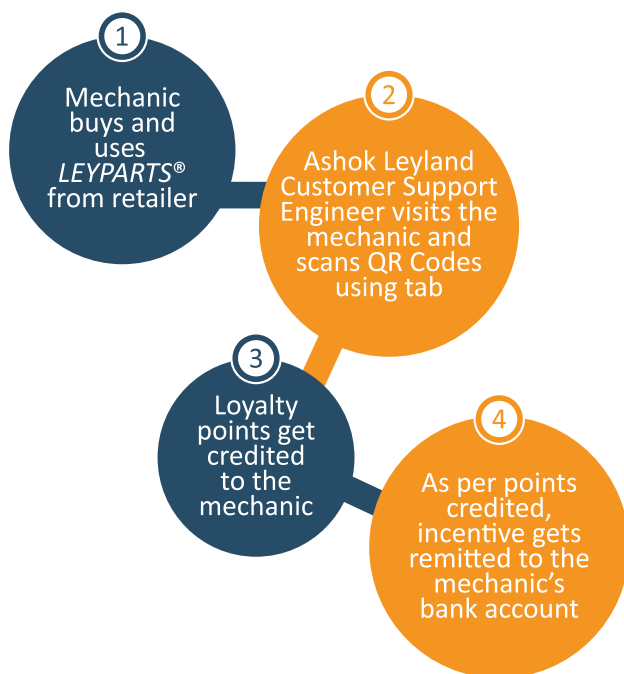 1
Mechanic
buys and
uses
LEYPARTS®
from retailer
2
Ashok Leyland
Customer Support
Engineer visits the
mechanic and
scans QR Codes
using tab
3
Loyalty
points get
credited
to the
mechanic
4
As per points
credited,
incentive gets
remitted to the
mechanic’s
bank account